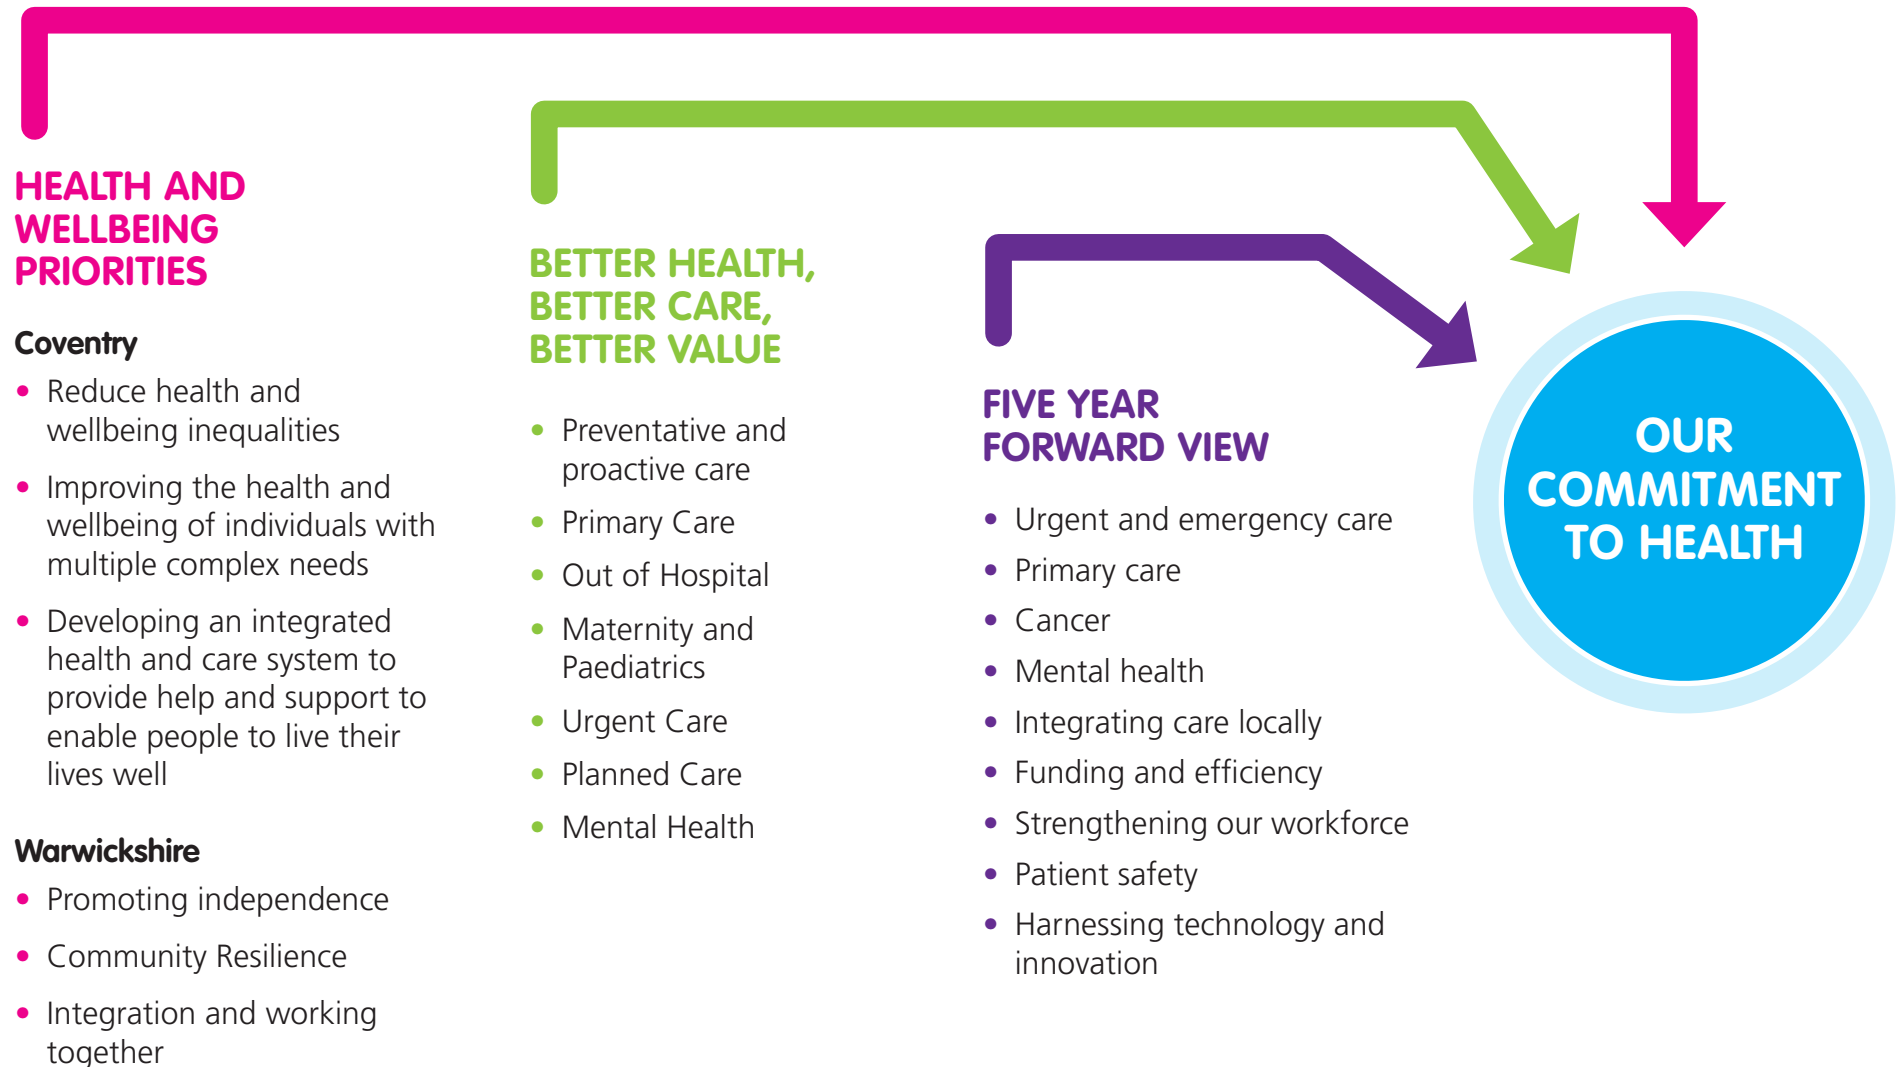 HEALTH AND
WELLBEING
PRIORITIES
Coventry
• Reduce health and
wellbeing inequalities
• Improving the health and
wellbeing of individuals with
multiple complex needs
• Developing an integrated
health and care system to
provide help and support to
enable people to live their
lives well
Warwickshire
• Promoting independence
• Community Resilience
• Integration and working
together
BETTER HEALTH,
BETTER CARE,
BETTER VALUE
• Preventative and
proactive care
• Primary Care
• Out of Hospital
• Maternity and
Paediatrics
• Urgent Care
• Planned Care
• Mental Health
FIVE YEAR
FORWARD VIEW
• Urgent and emergency care
• Primary care
• Cancer
• Mental health
• Integrating care locally
• Funding and efficiency
• Strengthening our workforce
• Patient safety
• Harnessing technology and
innovation
OUR
COMMITMENT
TO HEALTH